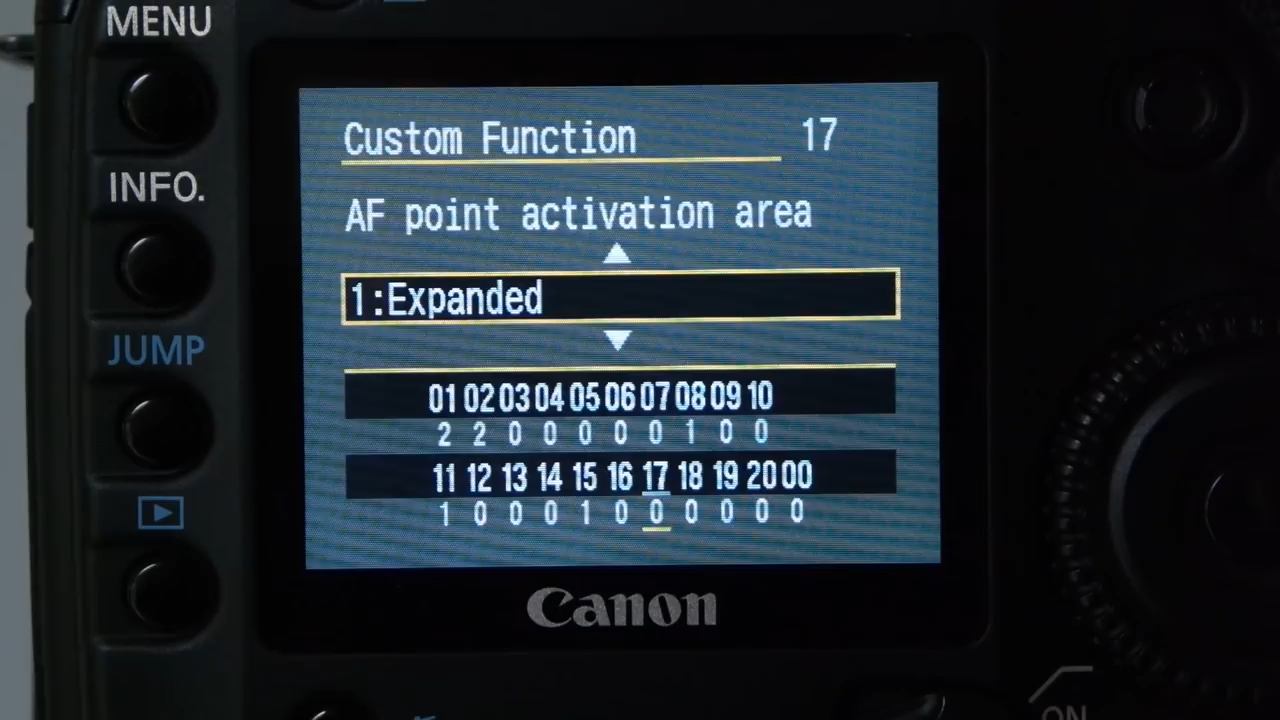 MENU
INFO.
JUMP
Custom Function 17
AF point activation area
1:Expanded
01 02 03 04 05 06 07 08 09 10
2 2 0 0 0 0 0 1 0 0
11 12 13 14 15 16 17 18 19 20 00
1 0 0 0 1 0 0 0 0 0 0
Canon
ON